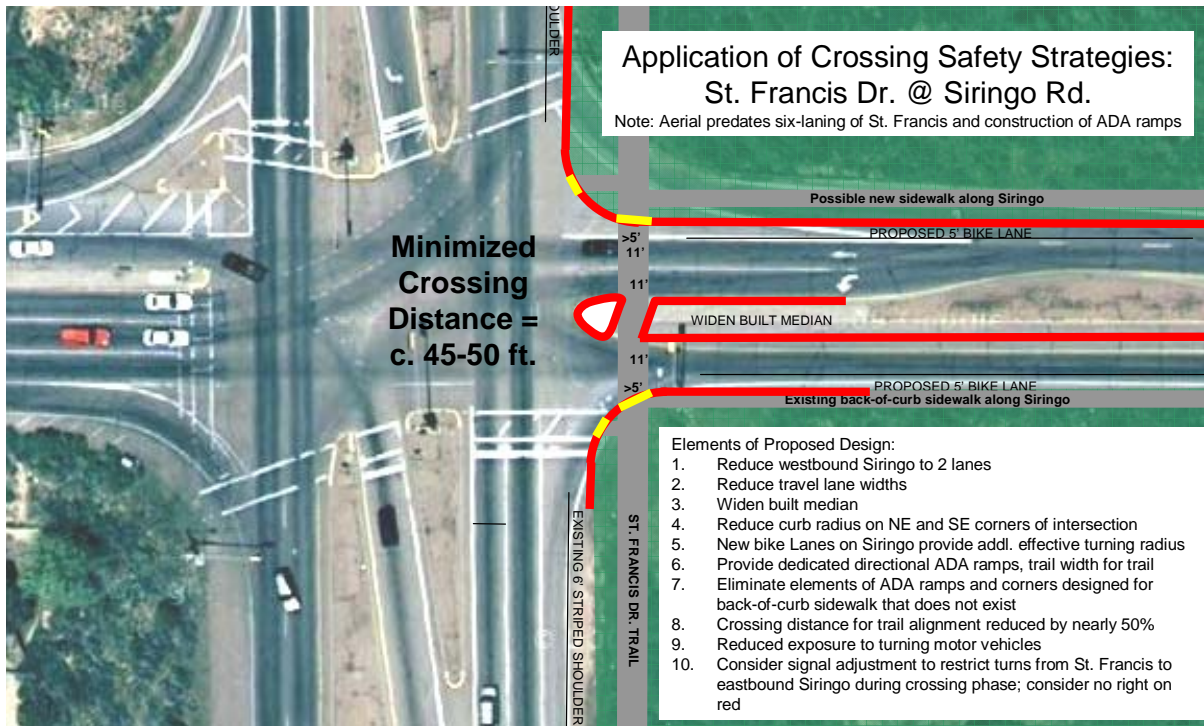 SHOULDER
Application of Crossing Safety Strategies:
St. Francis Dr. @ Siringo Rd.
Note: Aerial predates six-laning of St. Francis and construction of ADA ramps
Possible new sidewalk along Siringo
PROPOSED 5' BIKE LANE
>5'
11'
11'
Minimized
Crossing
Distance =
c. 45-50 ft.
WIDEN BUILT MEDIAN
11'
>5'
PROPOSED 5' BIKE LANE
Existing back-of-curb sidewalk along Siringo
EXISTING 6' STRIPED SHOULDER
ST. FRANCIS DR. TRAIL
Elements of Proposed Design:
1. Reduce westbound Siringo to 2 lanes
2. Reduce travel lane widths
3. Widen built median
4. Reduce curb radius on NE and SE corners of intersection
5. New bike Lanes on Siringo provide addl. effective turning radius
6. Provide dedicated directional ADA ramps, trail width for trail
7. Eliminate elements of ADA ramps and corners designed for
back-of-curb sidewalk that does not exist
8. Crossing distance for trail alignment reduced by nearly 50%
9. Reduced exposure to turning motor vehicles
10. Consider signal adjustment to restrict turns from St. Francis to
eastbound Siringo during crossing phase; consider no right on
red